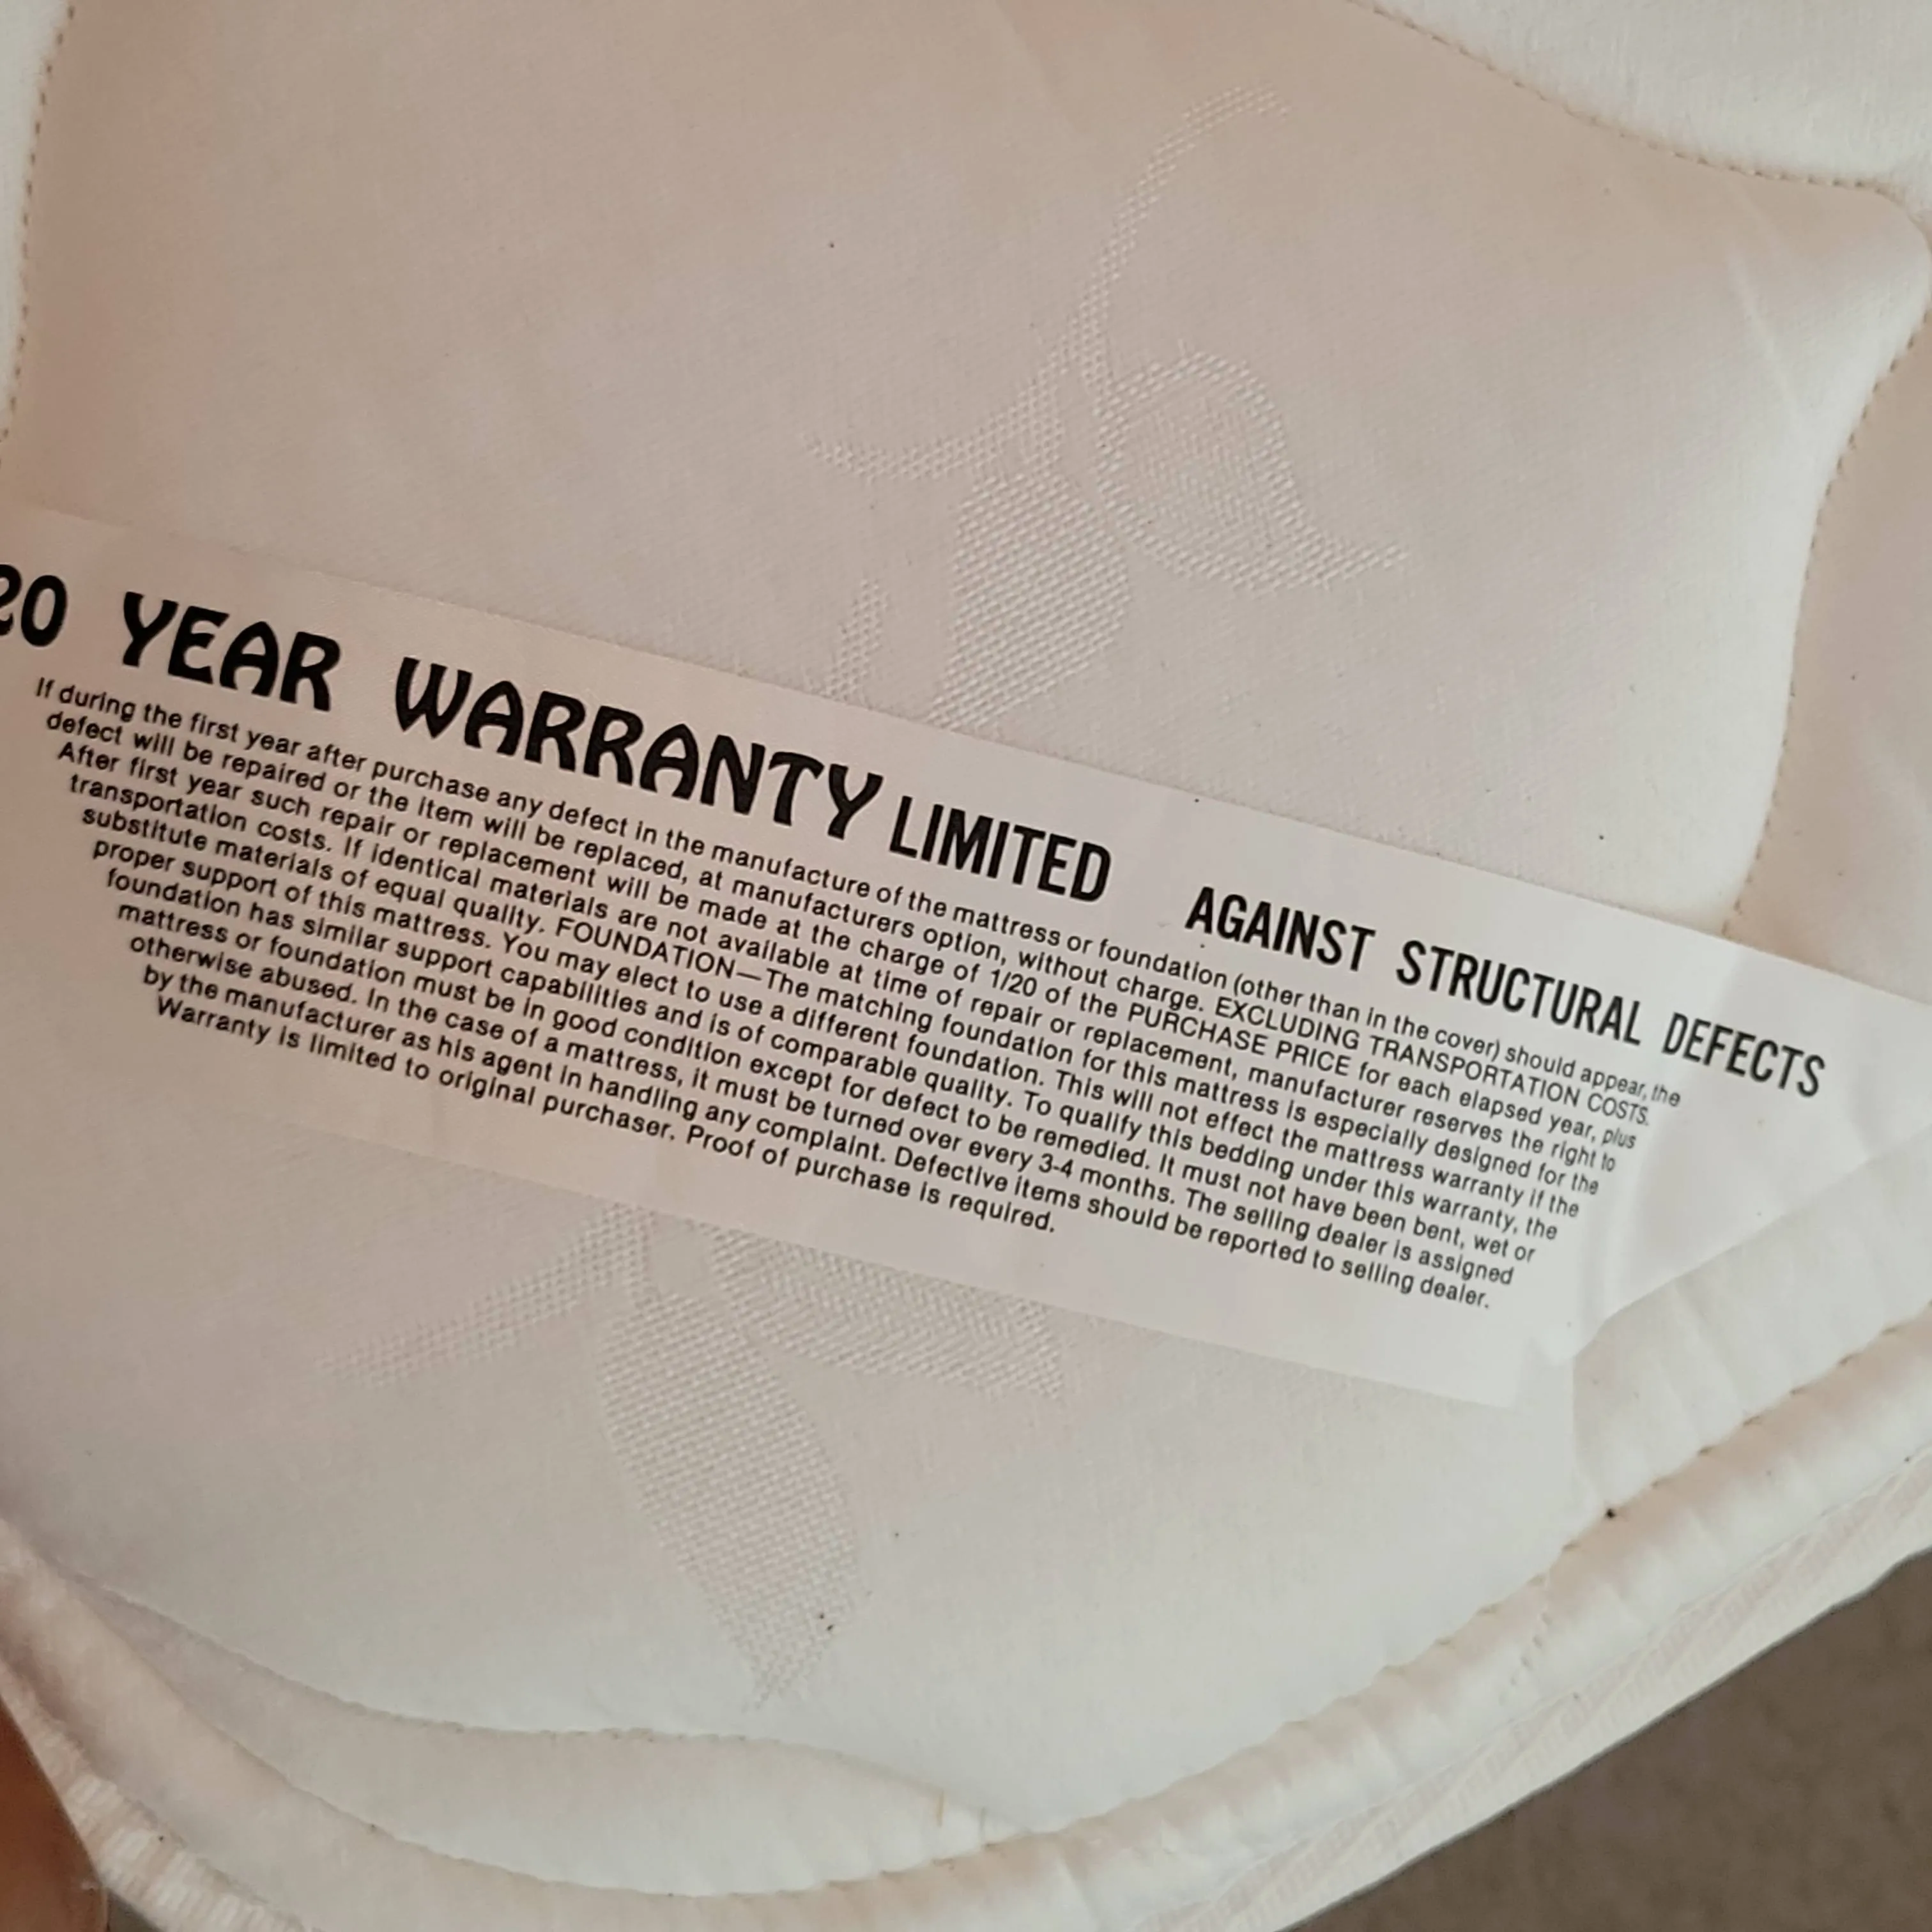 20 YEAR WARRANTY LIMITED AGAINST STRUCTURAL DEFECTS
If during the first year after purchase any defect in the manufacture of the mattress or foundation (other than in the cover) should appear, the
defect will be repaired or the item will be replaced, at manufacturers option, without charge. EXCLUDING TRANSPORTATION COSTS.
After first year such repair or replacement will be made at the charge of 1/20 of the PURCHASE PRICE for each elapsed year, plus
transportation costs. If identical materials are not available at time of repair or replacement, manufacturer reserves the right to
substitute materials of equal quality. FOUNDATION—The matching foundation for this mattress is especially designed for the
proper support of this mattress. You may elect to use a different foundation. This will not effect the mattress warranty if the
foundation has similar support capabilities and is of comparable quality. To qualify this bedding under this warranty, the
mattress or foundation must be in good condition except for defect to be remedied. It must not have been bent, wet or
otherwise abused. In the case of a mattress, it must be turned over every 3-4 months. The selling dealer is assigned
by the manufacturer as his agent in handling any complaint. Defective items should be reported to selling dealer.
Warranty is limited to original purchaser. Proof of purchase is required.